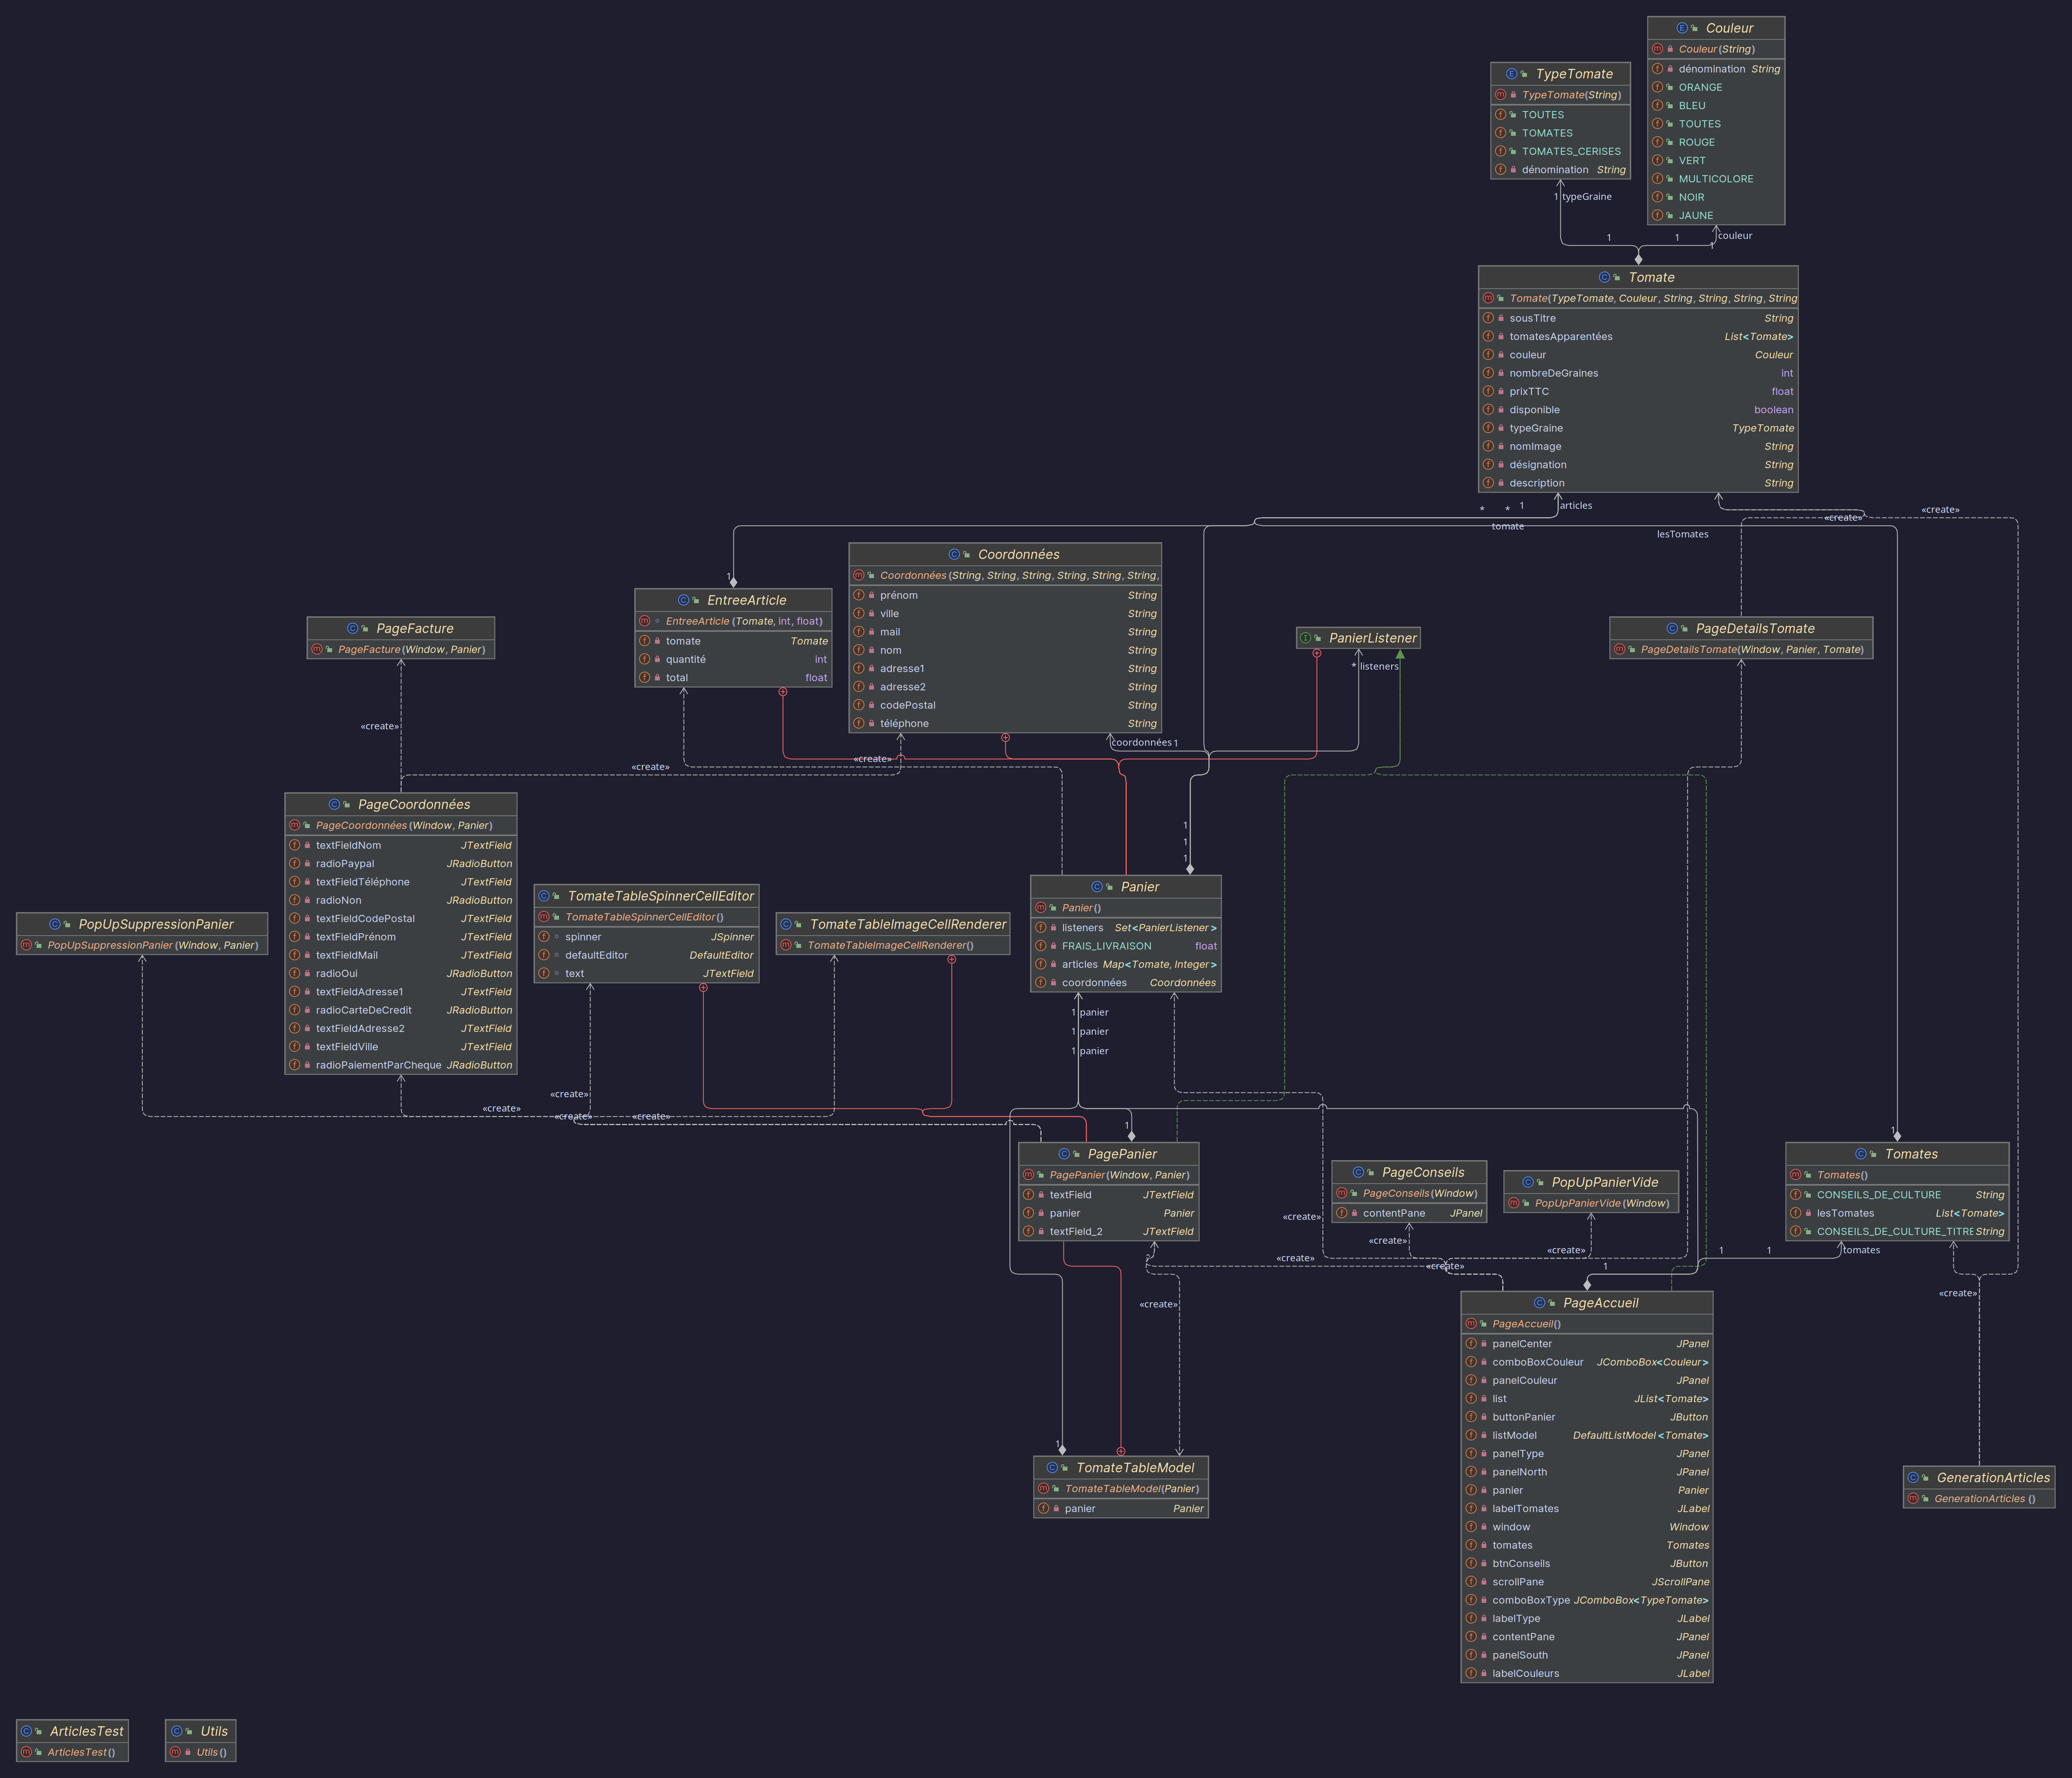 Couleur
Couleur(String)
dénomination String
ORANGE
BLEU
TOUTES
ROUGE
VERT
MULTICOLORE
NOIR
JAUNE
TypeTomate
TypeTomate(String)
TOUTES
TOMATES
TOMATES_CERISES
dénomination String
1 typeGraine
1
1
couleur
1
Tomate
Tomate(TypeTomate, Couleur, String, String, String, String
sousTitre String
tomatesApparentées List<Tomate>
couleur Couleur
nombreDeGraines int
prixTTC float
disponible boolean
typeGraine TypeTomate
nomImage String
désignation String
description String
* * 1 articles
tomate
lesTomates
«create»
«create»
Coordonnées
Coordonnées(String, String, String, String, String, String,
prénom String
ville String
mail String
nom String
adresse1 String
adresse2 String
codePostal String
téléphone String
coordonnées 1
1
EntreeArticle
EntreeArticle(Tomate, int, float)
tomate Tomate
quantité int
total float
PageFacture
PageFacture(Window, Panier)
«create»
PanierListener
* listeners
PageDetailsTomate
PageDetailsTomate(Window, Panier, Tomate)
«create»
«create»
PageCoordonnées
PageCoordonnées(Window, Panier)
textFieldNom JTextField
radioPaypal JRadioButton
textFieldTéléphone JTextField
radioNon JRadioButton
textFieldCodePostal JTextField
textFieldPrénom JTextField
textFieldMail JTextField
radioOui JRadioButton
textFieldAdresse1 JTextField
radioCarteDeCredit JRadioButton
textFieldAdresse2 JTextField
textFieldVille JTextField
radioPaiementParCheque JRadioButton
1
1
1
Panier
Panier()
listeners Set<PanierListener>
FRAIS_LIVRAISON float
articles Map<Tomate, Integer>
coordonnées Coordonnées
1 panier
1 panier
1 panier
TomateTableSpinnerCellEditor
TomateTableSpinnerCellEditor()
spinner JSpinner
defaultEditor DefaultEditor
text JTextField
TomateTableImageCellRenderer
TomateTableImageCellRenderer()
PopUpSuppressionPanier
PopUpSuppressionPanier(Window, Panier)
«create»
«create»
«create»
«create»
1
PagePanier
PagePanier(Window, Panier)
textField JTextField
panier Panier
textField_2 JTextField
PageConseils
PageConseils(Window)
contentPane JPanel
PopUpPanierVide
PopUpPanierVide(Window)
1
Tomates
Tomates()
CONSEILS_DE_CULTURE String
lesTomates List<Tomate>
CONSEILS_DE_CULTURE_TITRE String
«create»
«create»
«create»
«create»
«create»
1
1
1
tomates
«create»
«create»
PageAccueil
PageAccueil()
panelCenter JPanel
comboBoxCouleur JComboBox<Couleur>
panelCouleur JPanel
list JList<Tomate>
buttonPanier JButton
listModel DefaultListModel<Tomate>
panelType JPanel
panelNorth JPanel
panier Panier
labelTomates JLabel
window Window
tomates Tomates
btnConseils JButton
scrollPane JScrollPane
comboBoxType JComboBox<TypeTomate>
labelType JLabel
contentPane JPanel
panelSouth JPanel
labelCouleurs JLabel
1
TomateTableModel
TomateTableModel(Panier)
panier Panier
GenerationArticles
GenerationArticles()
ArticlesTest
ArticlesTest()
Utils
Utils()